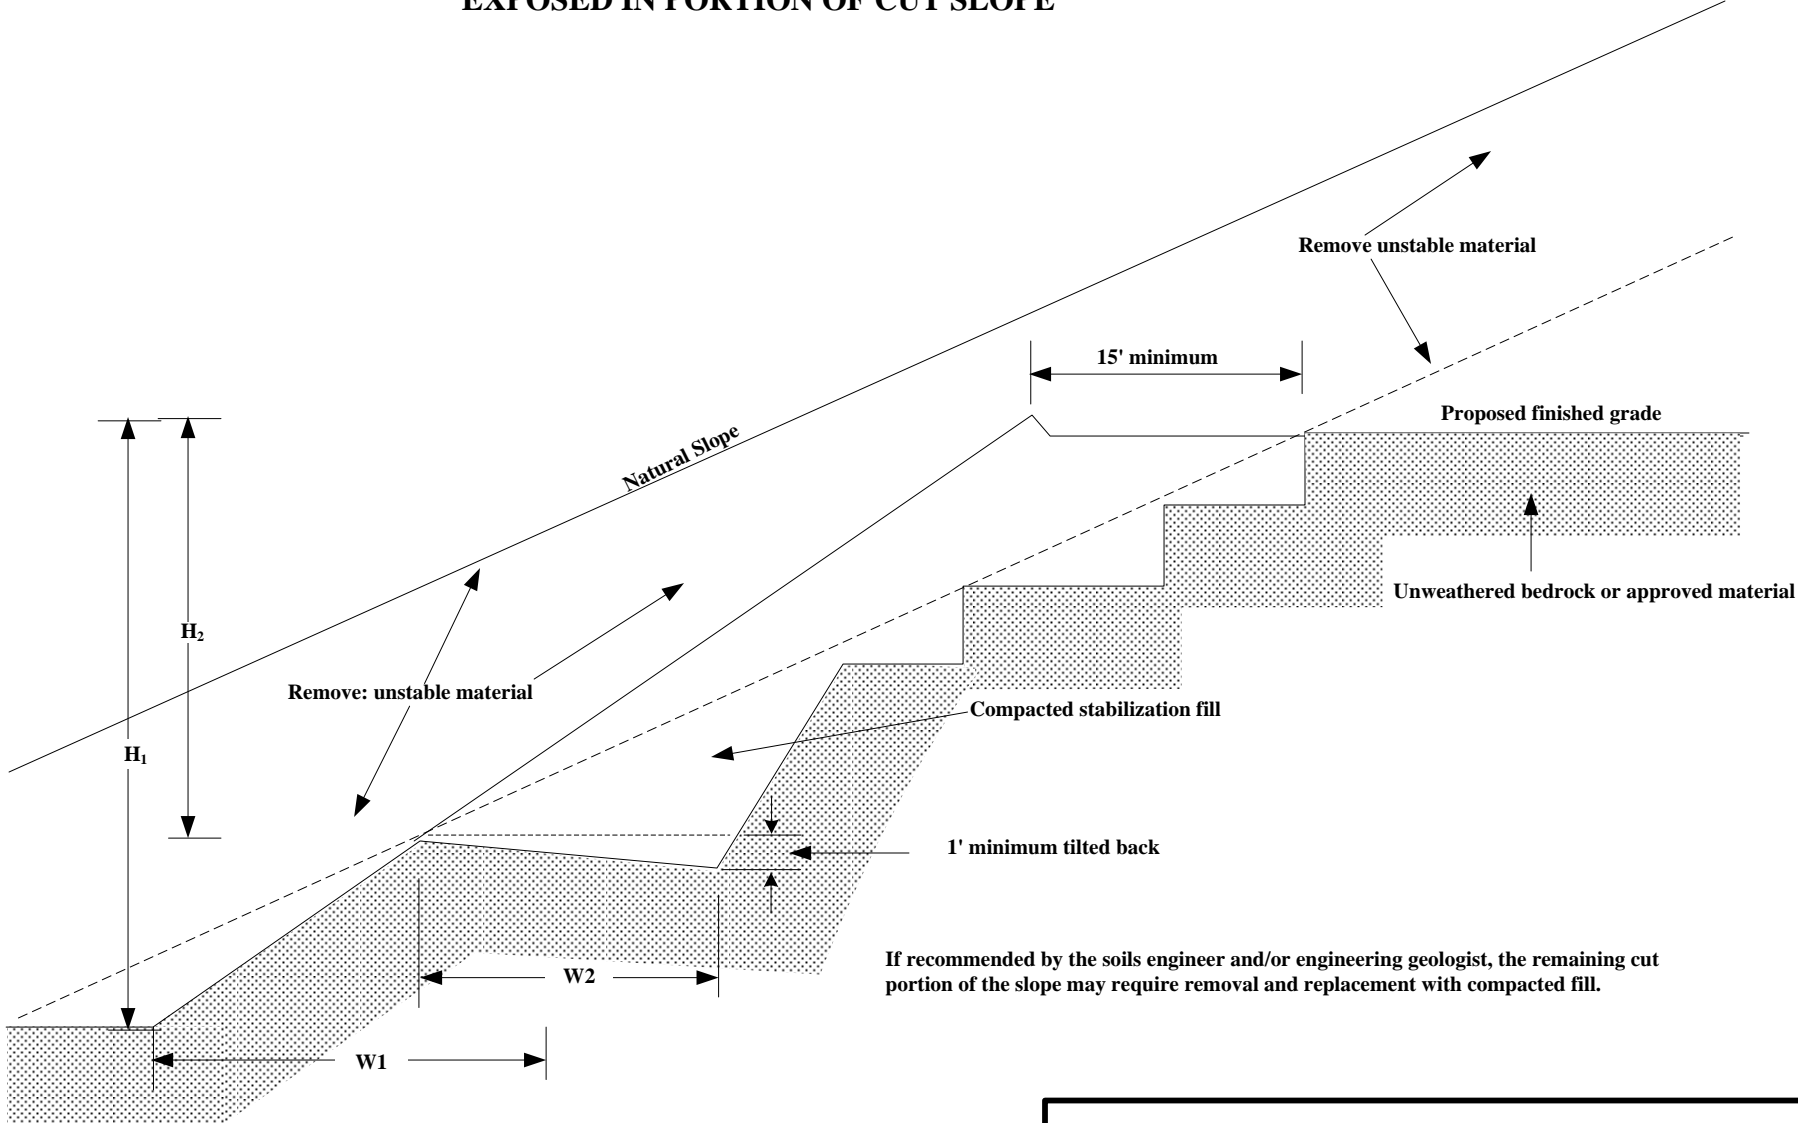 EXPOSED IN PORTION OF CUT SLOPE
Remove unstable material
15' minimum
Proposed finished grade
Natural Slope
Unweathered bedrock or approved material
H₂
Remove: unstable material
Compacted stabilization fill
H₁
1' minimum tilted back
If recommended by the soils engineer and/or engineering geologist, the remaining cut
portion of the slope may require removal and replacement with compacted fill.
W2
W1